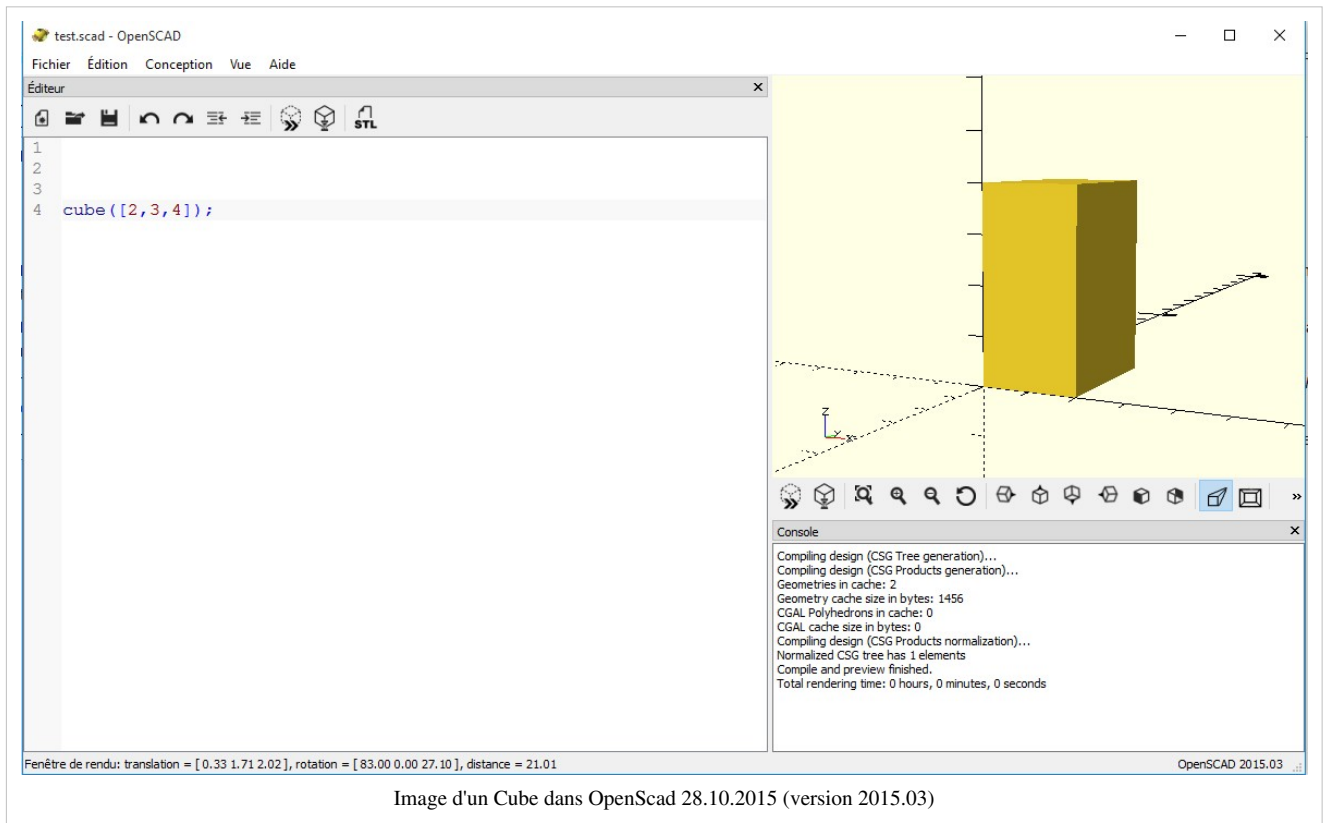 test.scad - OpenSCAD
Fichier Édition Conception Vue Aide
Éditeur
STL
1
2
3
4 cube([2,3,4]);
Z
Y
X
Console
Compiling design (CSG Tree generation)...
Compiling design (CSG Products generation)...
Geometries in cache: 2
Geometry cache size in bytes: 1456
CGAL Polyhedrons in cache: 0
CGAL cache size in bytes: 0
Compiling design (CSG Products normalization)...
Normalized CSG tree has 1 elements
Compile and preview finished.
Total rendering time: 0 hours, 0 minutes, 0 seconds
Fenêtre de rendu: translation = [ 0.33 1.71 2.02 ], rotation = [ 83.00 0.00 27.10 ], distance = 21.01
OpenSCAD 2015.03
Image d'un Cube dans OpenScad 28.10.2015 (version 2015.03)